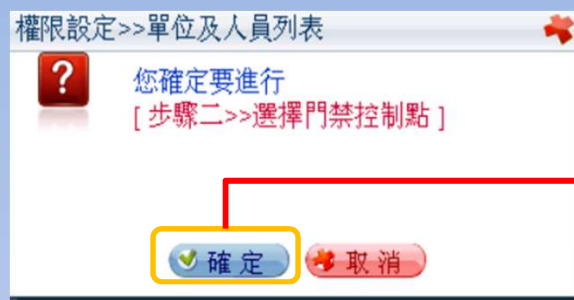 權限設定>>單位及人員列表
?
您確定要進行
[ 步驟二>>選擇門禁控制點 ]
確 定
取 消